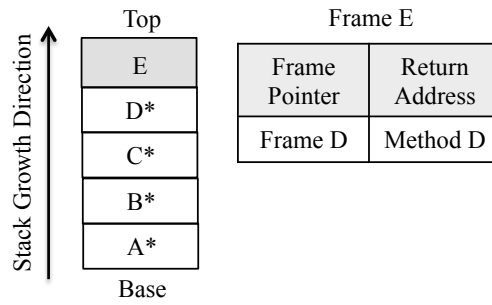 Top
Stack Growth Direction
E
D*
C*
B*
A*
Base
Frame E
Frame
Pointer
Return
Address
Frame D
Method D